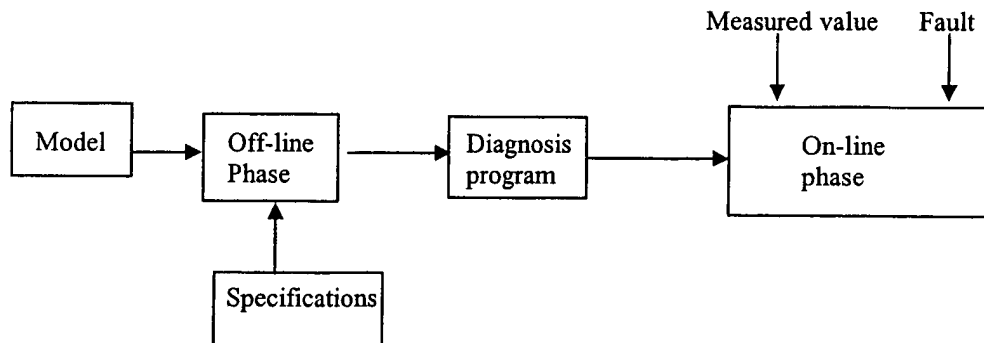 Measured value
Fault
Model
Off-line
Phase
Diagnosis
program
On-line
phase
Specifications